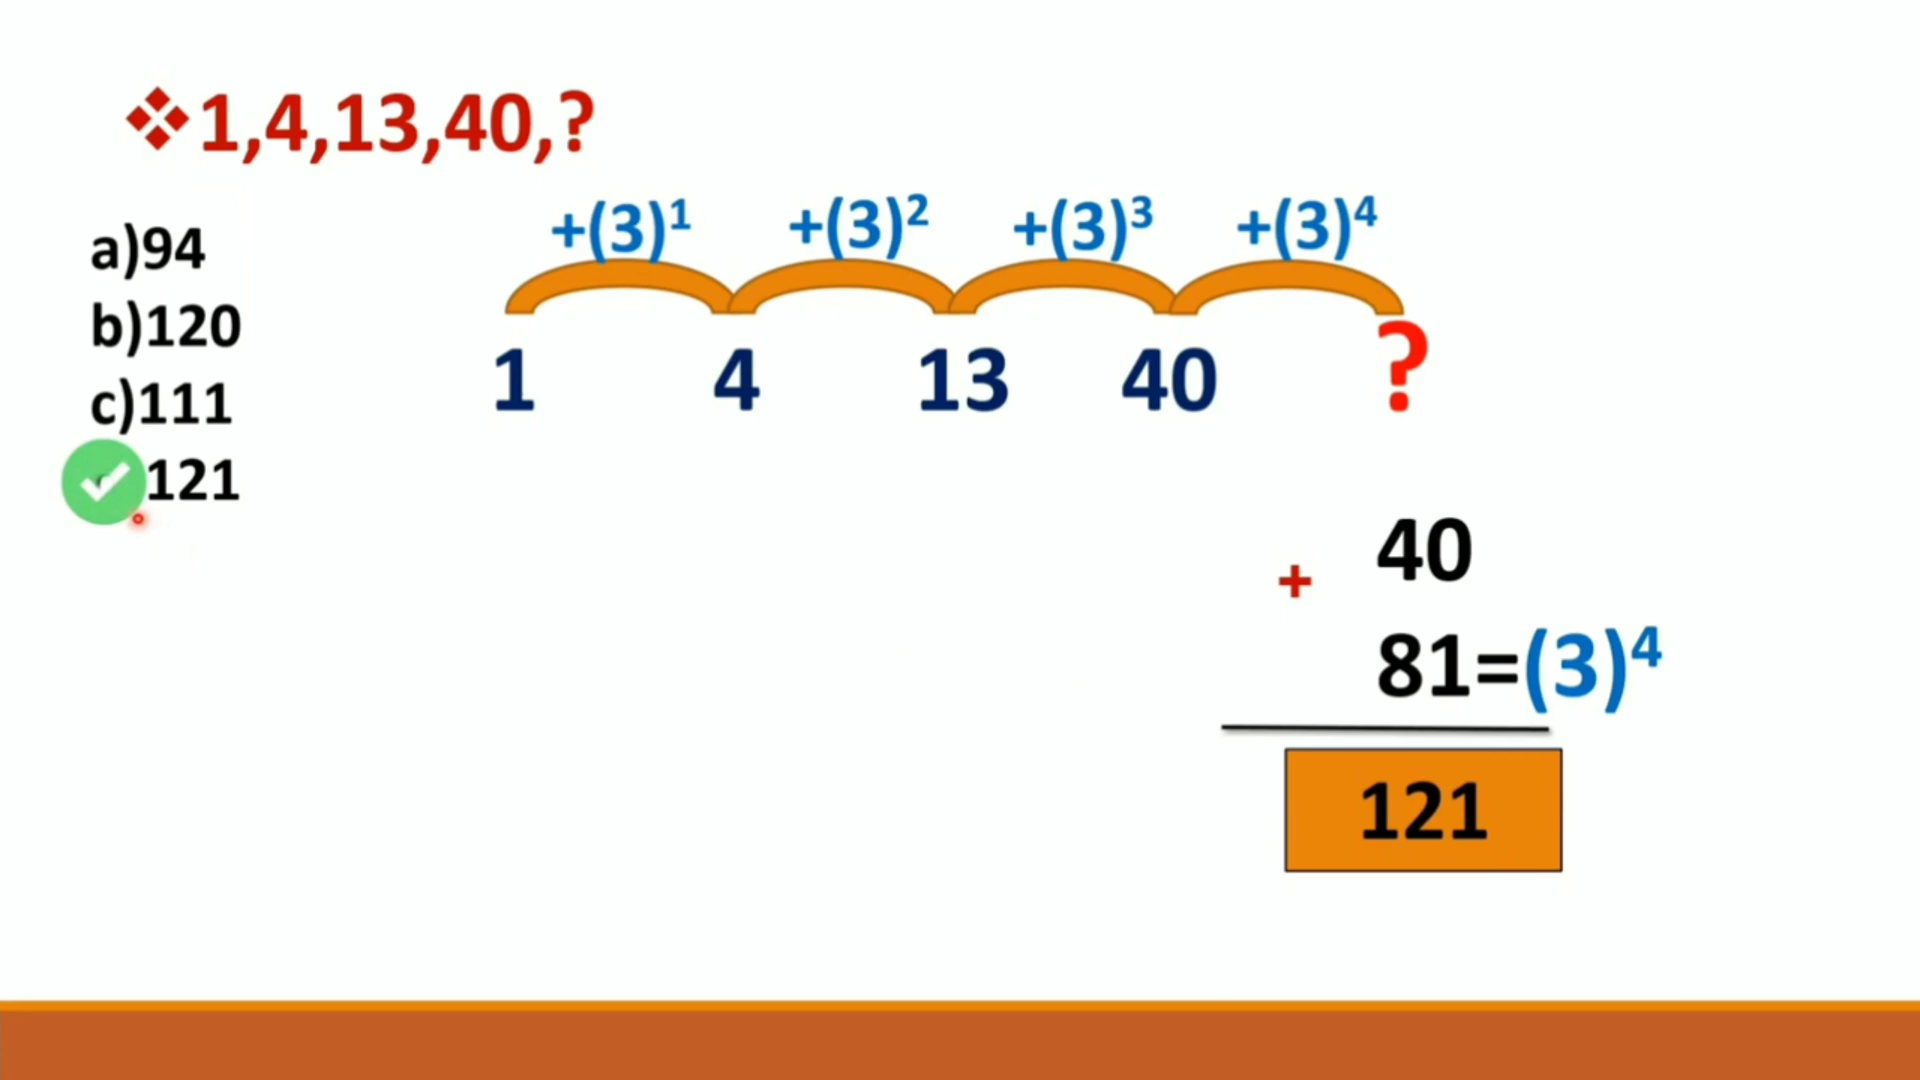 ❖1,4,13,40,?
a)94
b)120
c)111
121
+(3)¹ +(3)² +(3)³ +(3)⁴
1 4 13 40 ?
40
+
81=(3)⁴
121